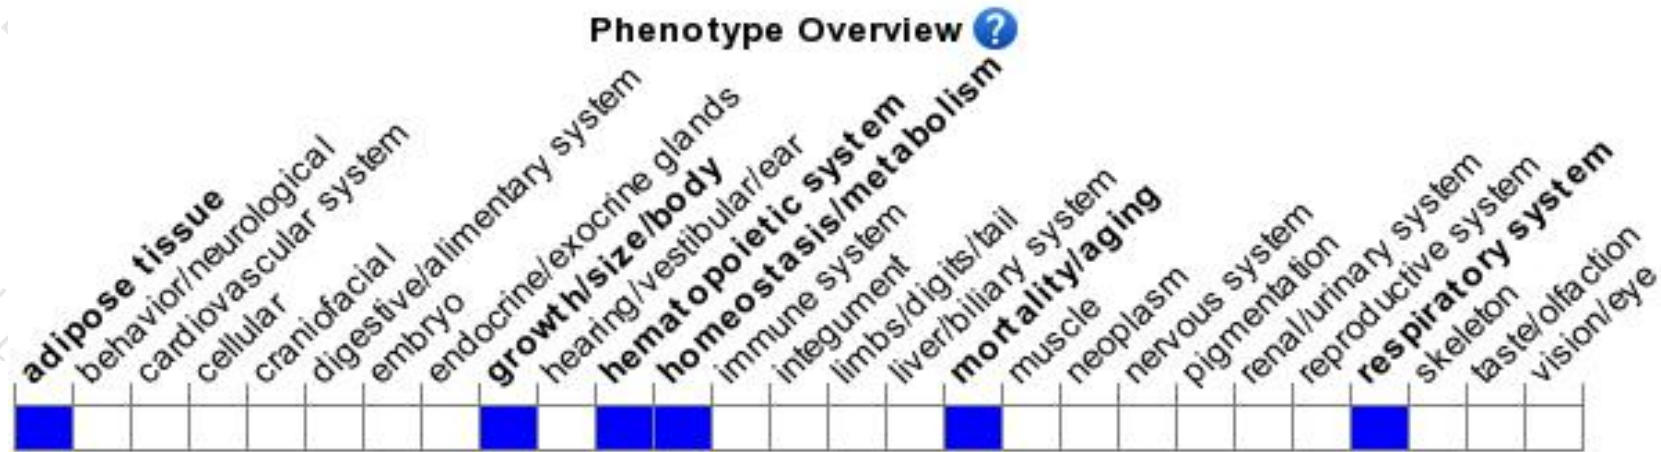 Phenotype Overview ?
adipose tissue
behavior/neurological
cardiovascular system
cellular
craniofacial
digestive/alimentary system
embryo
endocrine/exocrine glands
growth/size/body
hearing/vestibular/ear
hematopoietic system
homeostasis/metabolism
immune system
integument
limbs/digits/tail
liver/biliary system
mortality/aging
muscle
neoplasm
nervous system
pigmentation
renal/urinary system
reproductive system
respiratory system
skeleton
taste/olfaction
vision/eye